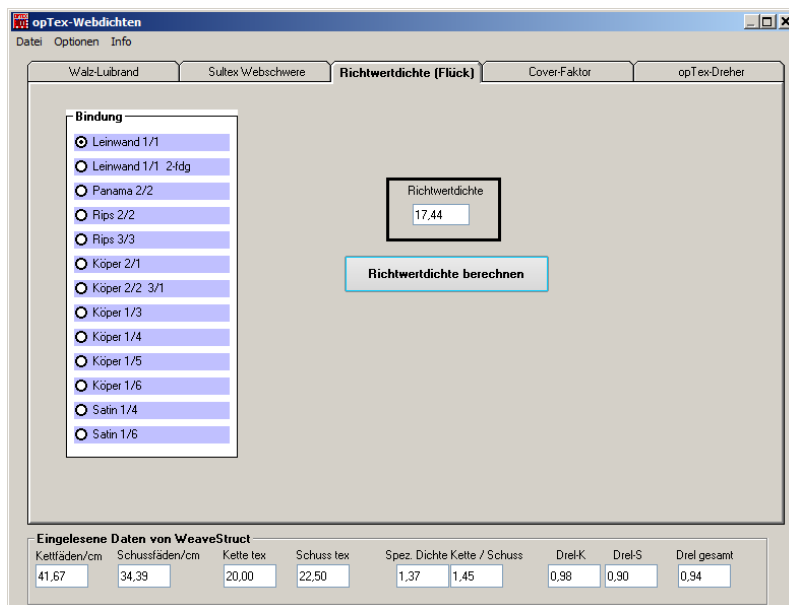 opTex-Webdichten
Datei Optionen Info
Walz-Luibrand Sultex Webschwere Richtwertdichte (Flück) Cover-Faktor opTex-Dreher
Bindung
Leinwand 1/1
Leinwand 1/1 2-fdg
Panama 2/2
Rips 2/2
Rips 3/3
Köper 2/1
Köper 2/2 3/1
Köper 1/3
Köper 1/4
Köper 1/5
Köper 1/6
Satin 1/4
Satin 1/6
Richtwertdichte
17,44
Richtwertdichte berechnen
Eingelesene Daten von WeaveStruct
Kettfäden/cm Schussfäden/cm Kette tex Schuss tex Spez. Dichte Kette / Schuss Drel-K Drel-S Drel gesamt
41,67 34,39 20,00 22,50 1,37 1,45 0,98 0,90 0,94